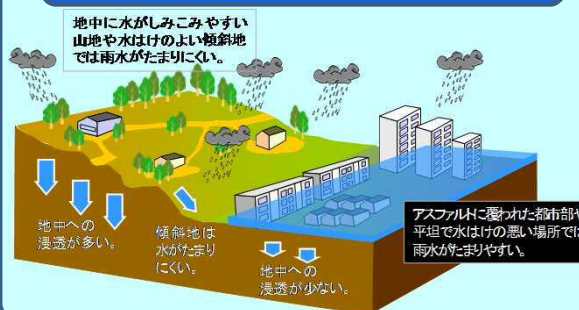 地中に水がしみこみやすい
山地や水はけのよい傾斜地
では雨水がたまりにくい。
地中への
浸透が多い。
傾斜地は
水がたまり
にくい。
地中への
浸透が少ない。
アスファルトに覆われた都市部や
平坦で水はけの悪い場所では
雨水がたまりやすい。